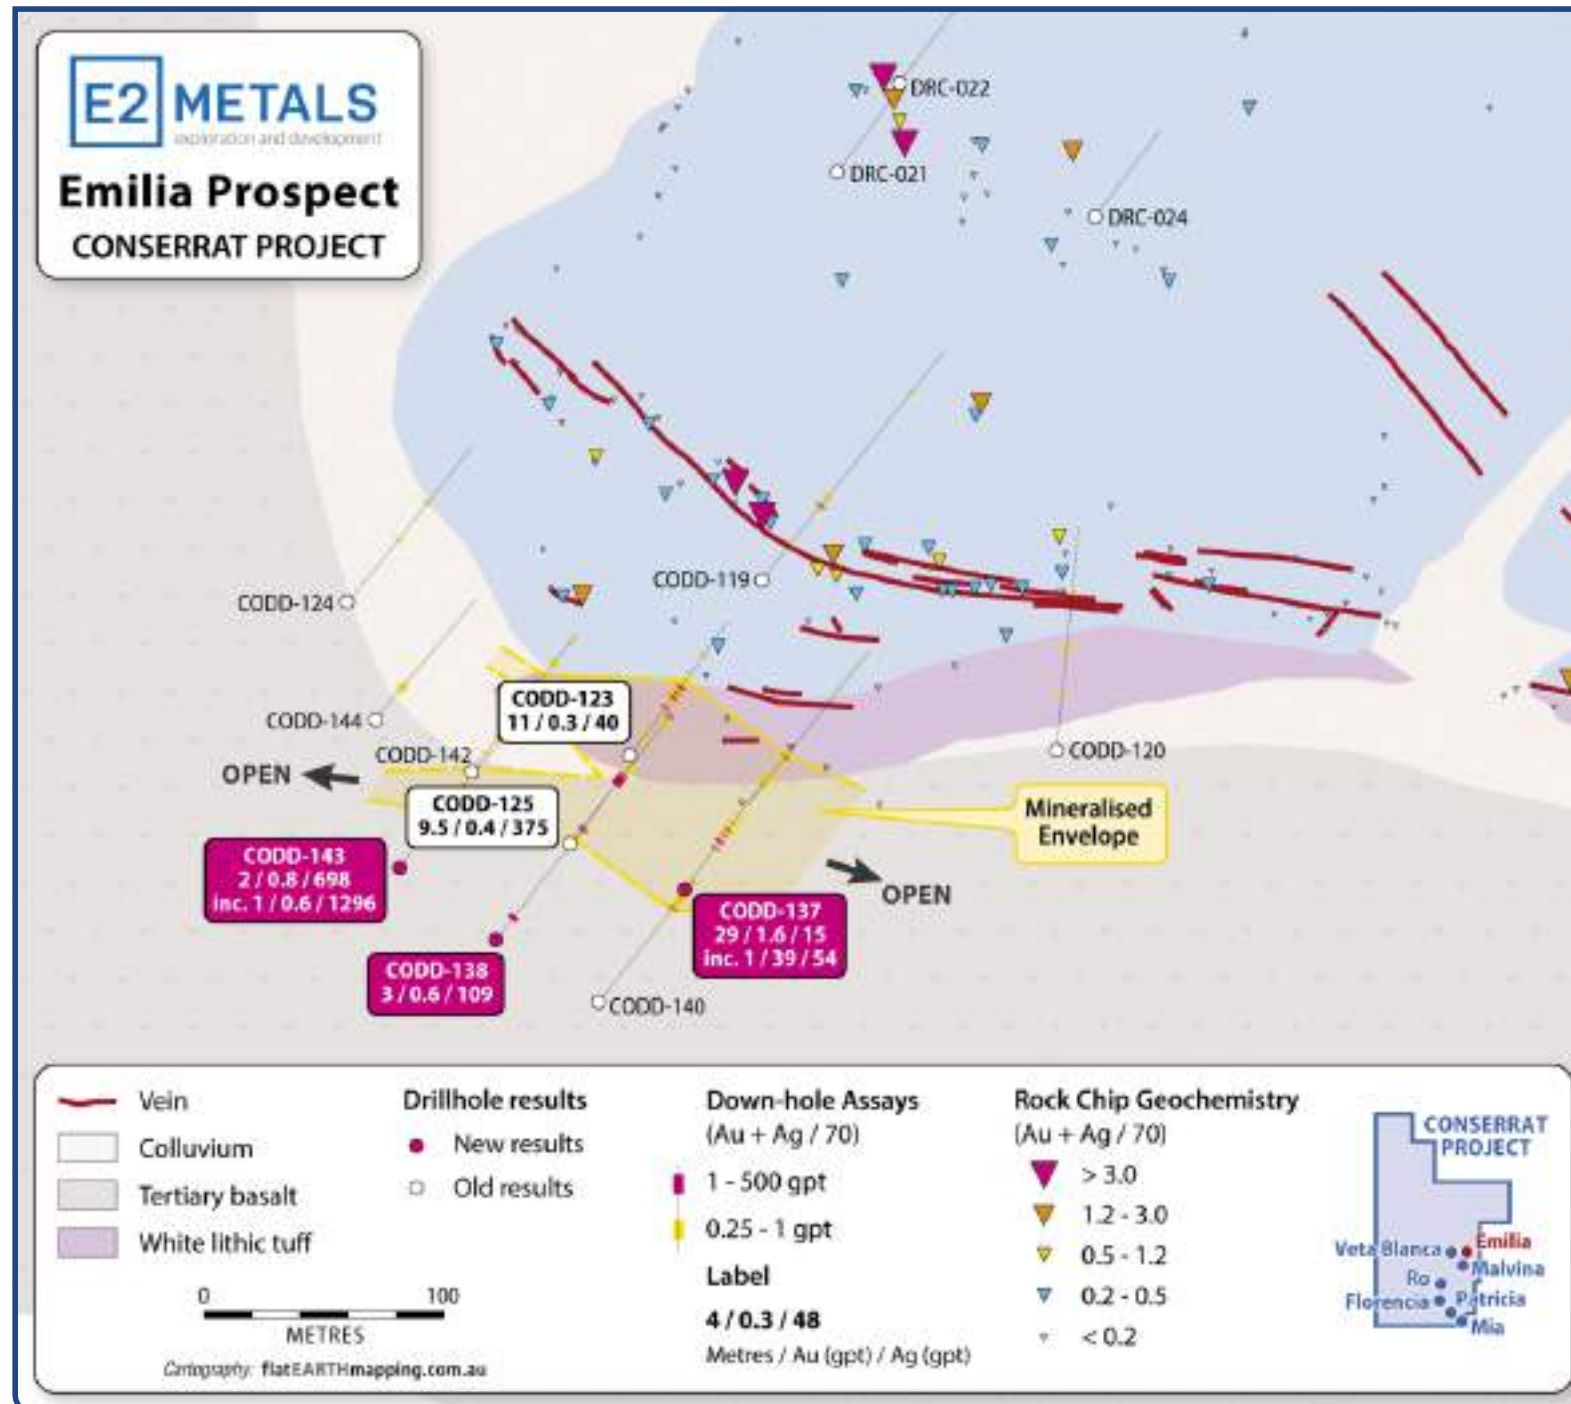 E2 METALS
exploration and development
Emilia Prospect
CONSERRAT PROJECT
DRC-022
DRC-021
DRC-024
CODD-119
CODD-124
CODD-144
CODD-123
11 / 0.3 / 40
CODD-142
OPEN
CODD-120
CODD-125
9.5 / 0.4 / 375
Mineralised
Envelope
CODD-143
2 / 0.8 / 698
inc. 1 / 0.6 / 1296
OPEN
CODD-137
29 / 1.6 / 15
inc. 1 / 39 / 54
CODD-138
3 / 0.6 / 109
CODD-140
Vein
Colluvium
Tertiary basalt
White lithic tuff
0 100
METRES
Cartography: flatEARTHmapping.com.au
Drillhole results
New results
Old results
Down-hole Assays
(Au + Ag / 70)
1 - 500 gpt
0.25 - 1 gpt
Label
4 / 0.3 / 48
Metres / Au (gpt) / Ag (gpt)
Rock Chip Geochemistry
(Au + Ag / 70)
> 3.0
1.2 - 3.0
0.5 - 1.2
0.2 - 0.5
< 0.2
CONSERRAT
PROJECT
Veta Blanca
Emilia
Malvina
Ro
Florencia
Patricia
Mia